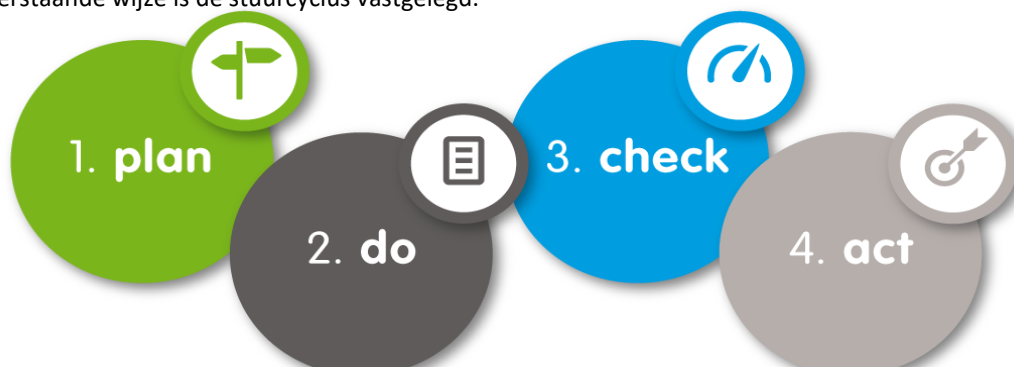 erstaande wijze is de stuurcyclus vastgelegd.
1. plan
2. do
3. check
4. act